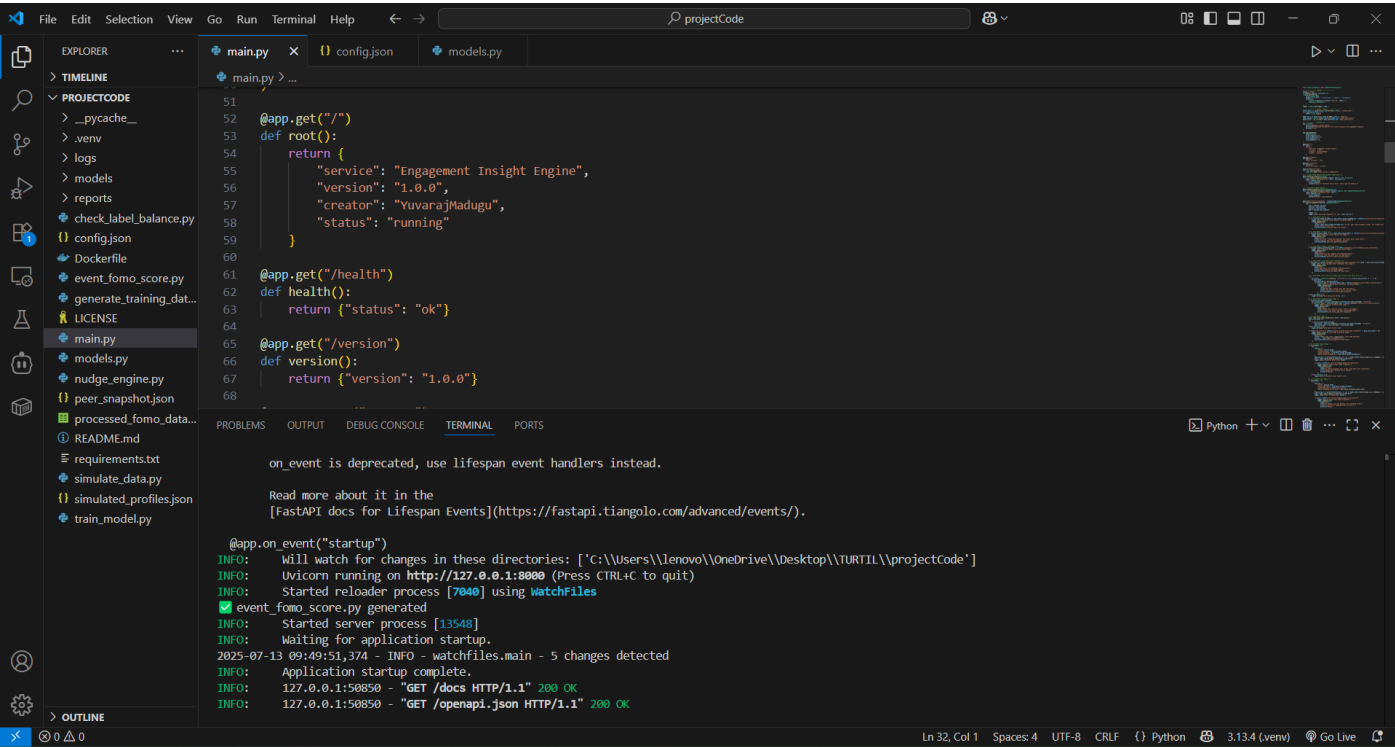 File Edit Selection View Go Run Terminal Help
projectCode
EXPLORER
TIMELINE
PROJECTCODE
__pycache__
.venv
logs
models
reports
check_label_balance.py
config.json
Dockerfile
event_fomo_score.py
generate_training_dat...
LICENSE
main.py
models.py
nudge_engine.py
peer_snapshot.json
processed_fomo_data...
README.md
requirements.txt
simulate_data.py
simulated_profiles.json
train_model.py
OUTLINE
main.py config.json models.py
main.py > ...
51
52 @app.get("/")
53 def root():
54 return {
55 "service": "Engagement Insight Engine",
56 "version": "1.0.0",
57 "creator": "YuvarajMadugu",
58 "status": "running"
59 }
60
61 @app.get("/health")
62 def health():
63 return {"status": "ok"}
64
65 @app.get("/version")
66 def version():
67 return {"version": "1.0.0"}
68
PROBLEMS OUTPUT DEBUG CONSOLE TERMINAL PORTS
Python
on_event is deprecated, use lifespan event handlers instead.
Read more about it in the
[FastAPI docs for Lifespan Events](https://fastapi.tiangolo.com/advanced/events/).
@app.on_event("startup")
INFO: Will watch for changes in these directories: ['C:\\Users\\lenovo\\OneDrive\\Desktop\\TURTIL\\projectCode']
INFO: Uvicorn running on http://127.0.0.1:8000 (Press CTRL+C to quit)
INFO: Started reloader process [7040] using WatchFiles
✅ event_fomo_score.py generated
INFO: Started server process [13548]
INFO: Waiting for application startup.
2025-07-13 09:49:51,374 - INFO - watchfiles.main - 5 changes detected
INFO: Application startup complete.
INFO: 127.0.0.1:50850 - "GET /docs HTTP/1.1" 200 OK
INFO: 127.0.0.1:50850 - "GET /openapi.json HTTP/1.1" 200 OK
0 0 Ln 32, Col 1 Spaces: 4 UTF-8 CRLF {} Python 3.13.4 (.venv) Go Live